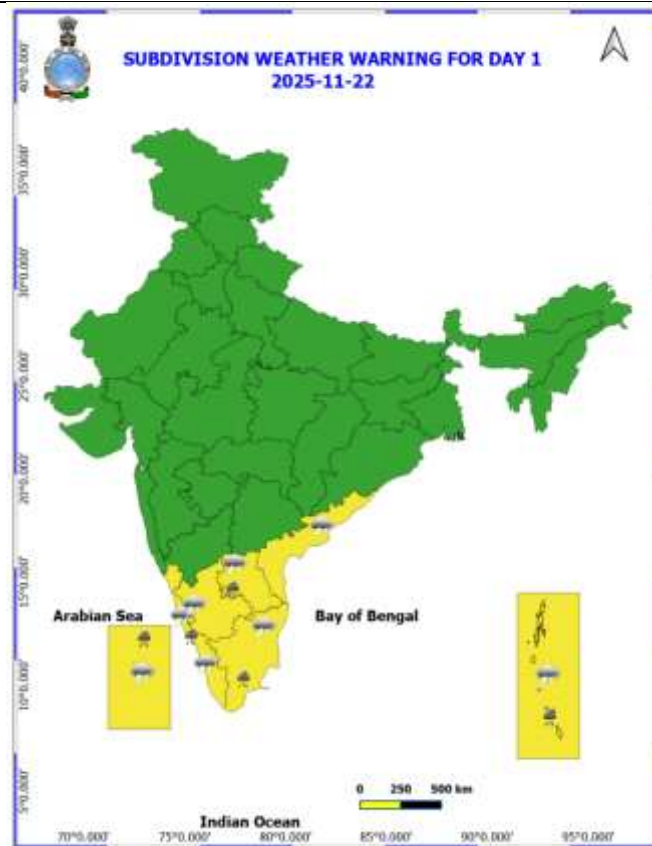 SUBDIVISION WEATHER WARNING FOR DAY 1
2025-11-22
40°0.000'
35°0.000'
30°0.000'
25°0.000'
20°0.000'
15°0.000'
10°0.000'
5°0.000'
Arabian Sea
Bay of Bengal
0 250 500 km
Indian Ocean
70°0.000' 75°0.000' 80°0.000' 85°0.000' 90°0.000' 95°0.000'